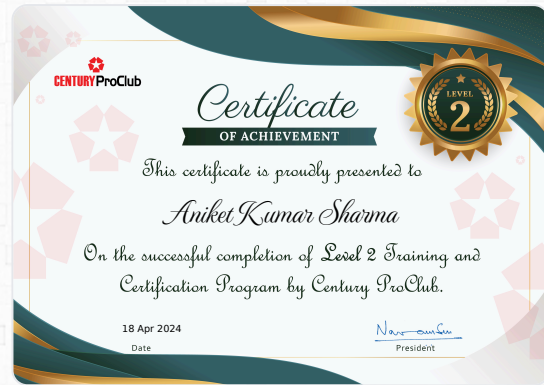 CENTURY ProClub
Certificate
OF ACHIEVEMENT
LEVEL
2
This certificate is proudly presented to
Aniket Kumar Sharma
On the successful completion of Level 2 Training and
Certification Program by Century ProClub.
18 Apr 2024
Date
President